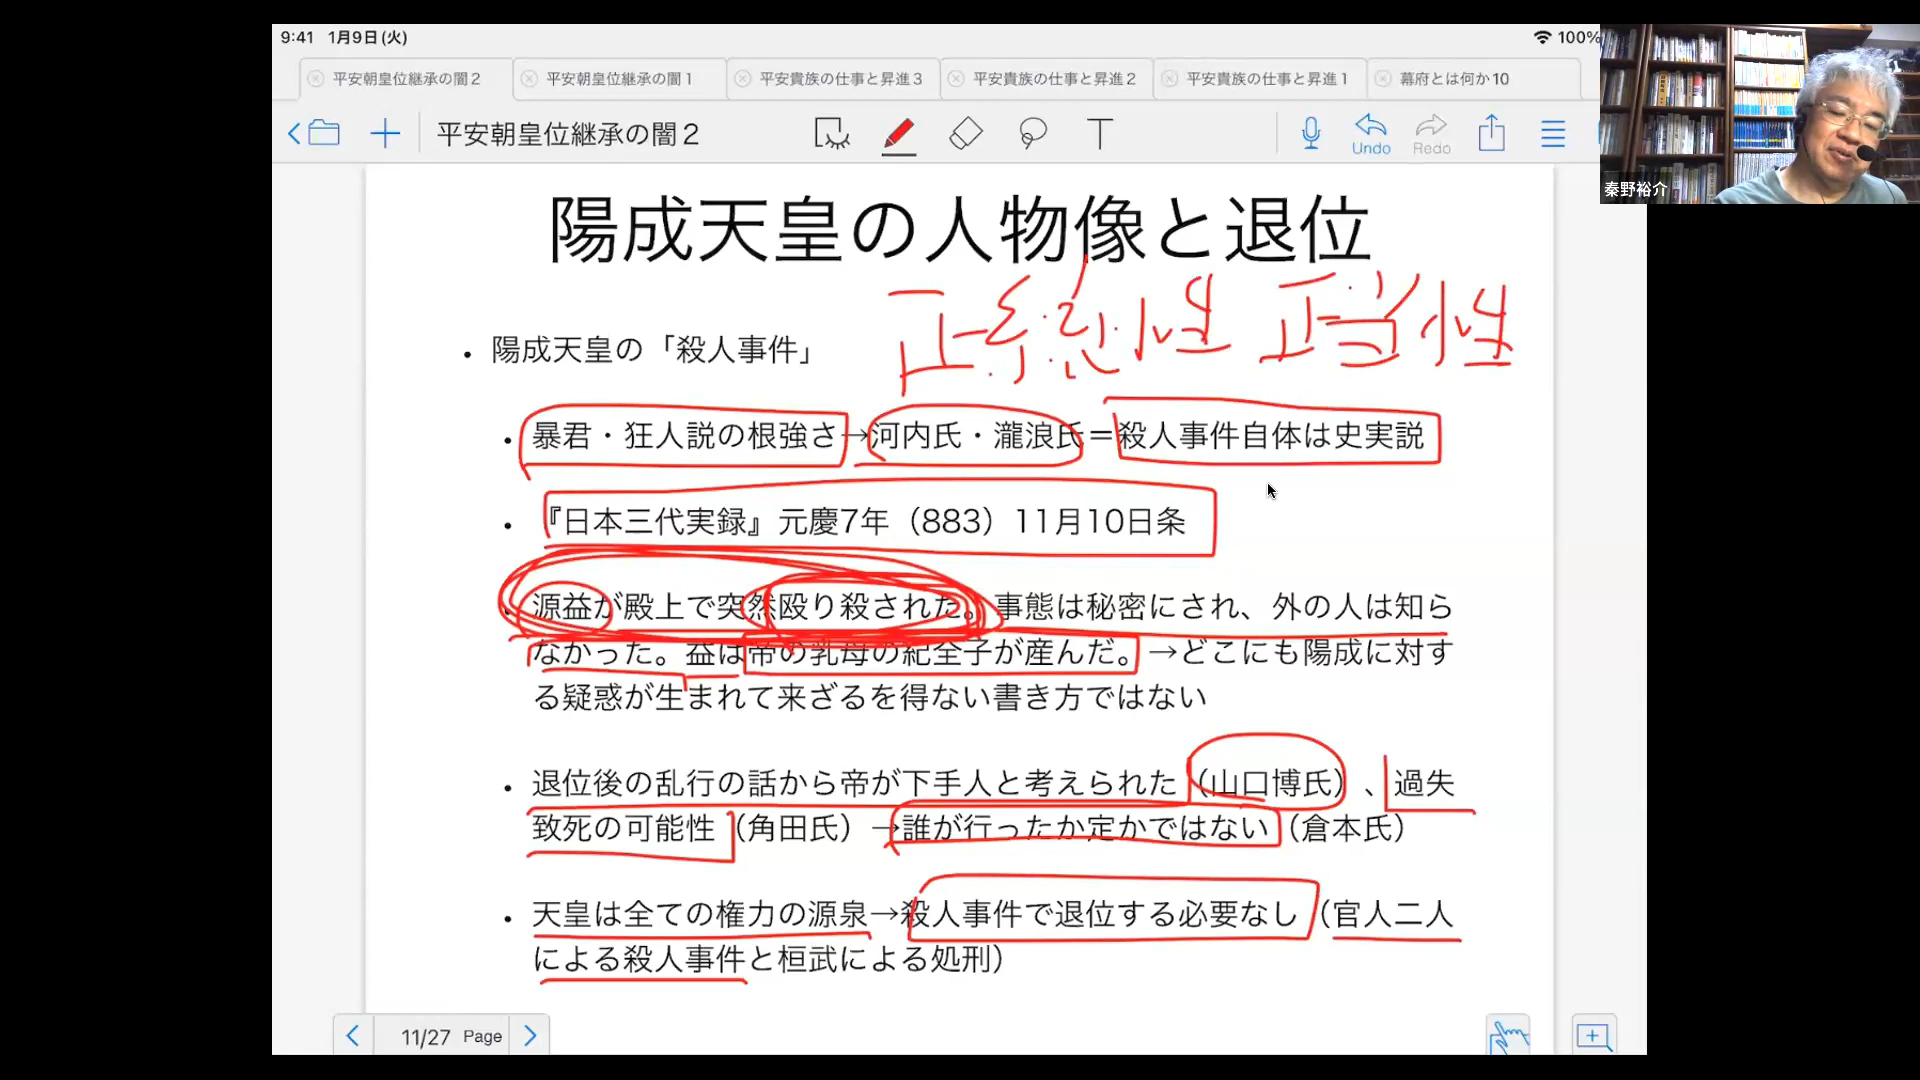 9:41 1月9日(火)
100%
平安朝皇位継承の闇２
平安朝皇位継承の闇１
平安貴族の仕事と昇進３
平安貴族の仕事と昇進２
平安貴族の仕事と昇進１
幕府とは何か10
平安朝皇位継承の闇２
T
Undo
Redo
秦野裕介
陽成天皇の人物像と退位
正統性 正当性
・陽成天皇の「殺人事件」
・暴君・狂人説の根強さ→河内氏・瀧浪氏＝殺人事件自体は史実説
・『日本三代実録』元慶7年（883）11月10日条
・源益が殿上で突然殴り殺された。事態は秘密にされ、外の人は知ら
なかった。益は帝の乳母の紀全子が産んだ。→どこにも陽成に対す
る疑惑が生まれて来ざるを得ない書き方ではない
・退位後の乱行の話から帝が下手人と考えられた（山口博氏）、過失
致死の可能性（角田氏）→誰が行ったか定かではない（倉本氏）
・天皇は全ての権力の源泉→殺人事件で退位する必要なし（官人二人
による殺人事件と桓武による処刑）
11/27 Page